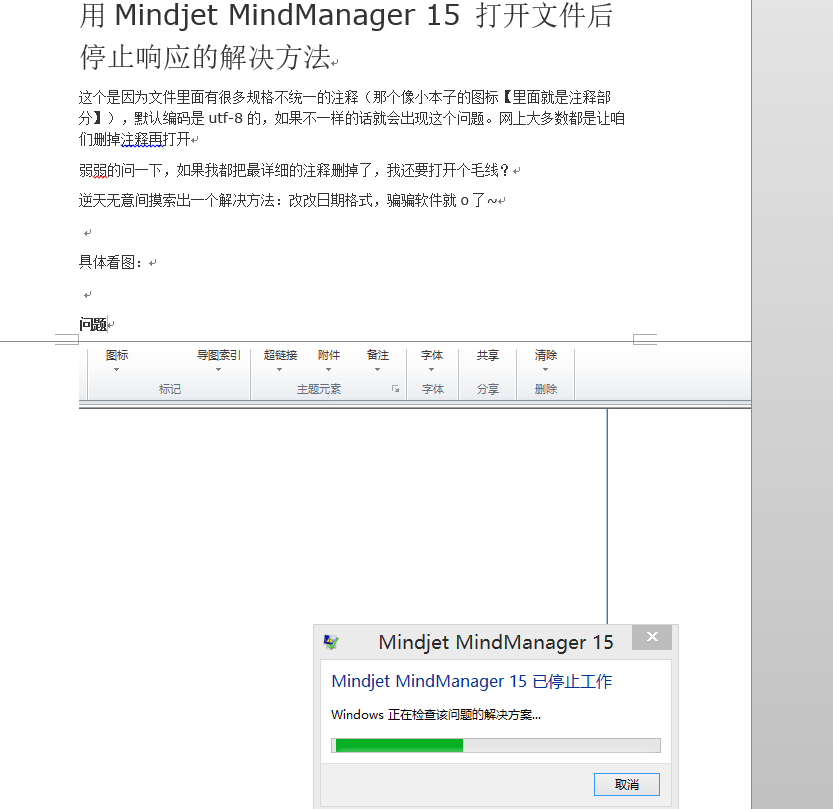 用 Mindjet MindManager 15 打开文件后
停止响应的解决方法
这个是因为文件里面有很多规格不统一的注释（那个像小本子的图标【里面就是注释部
分】），默认编码是 utf-8 的，如果不一样的话就会出现这个问题。网上大多数都是让咱
们删掉注释再打开
弱弱的问一下，如果我都把最详细的注释删掉了，我还要打开个毛线？
逆天无意间摸索出一个解决方法：改改日期格式，骗骗软件就 o 了~
具体看图：
问题
图标 导图索引 超链接 附件 备注 字体 共享 清除
标记 主题元素 字体 分享 删除
Mindjet MindManager 15
Mindjet MindManager 15 已停止工作
Windows 正在检查该问题的解决方案...
取消